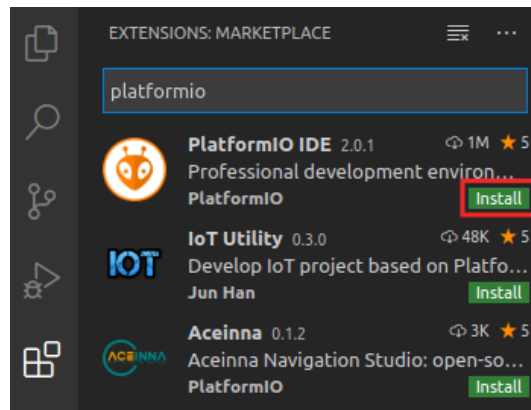 EXTENSIONS: MARKETPLACE
platformio
PlatformIO IDE 2.0.1 1M ★ 5
Professional development environ...
PlatformIO Install
IOT
IoT Utility 0.3.0 48K ★ 5
Develop IoT project based on Platfo...
Jun Han Install
ACEINNA
Aceinna 0.1.2 3K ★ 5
Aceinna Navigation Studio: open-so...
PlatformIO Install